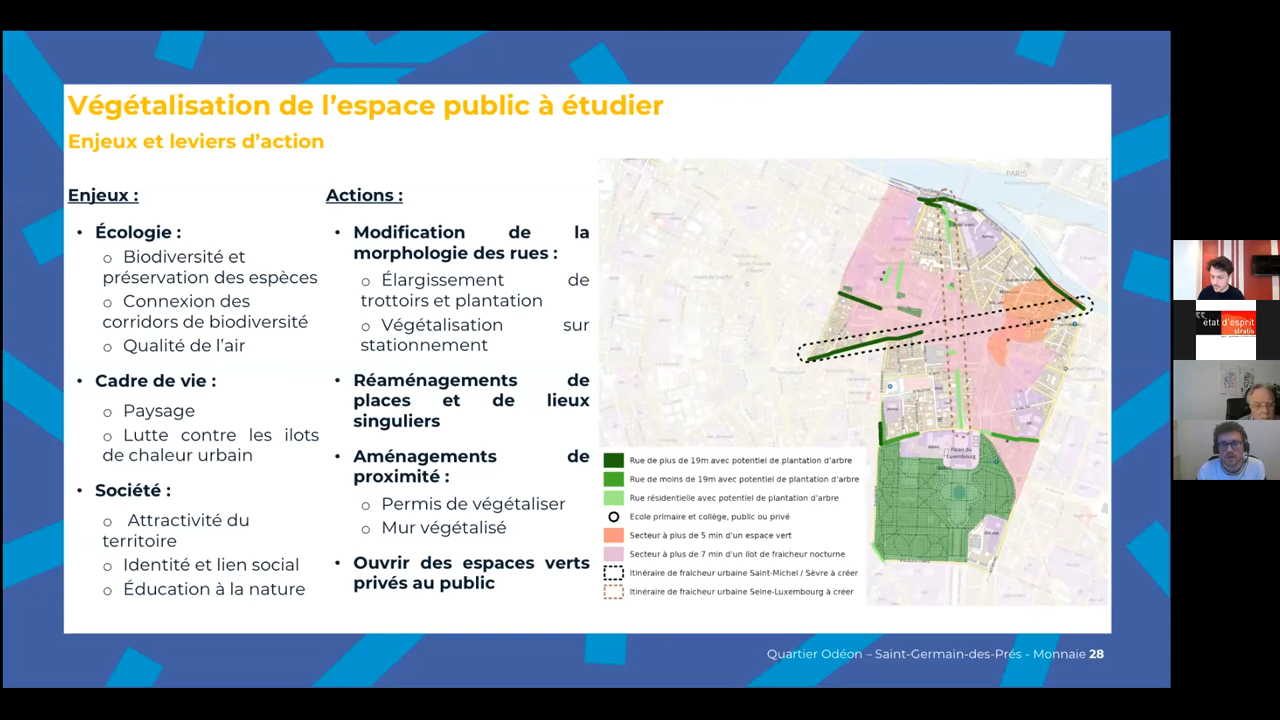 Végétalisation de l'espace public à étudier
Enjeux et leviers d'action
Enjeux :
• Écologie :
o Biodiversité et
préservation des espèces
o Connexion des
corridors de biodiversité
o Qualité de l'air
• Cadre de vie :
o Paysage
o Lutte contre les ilots
de chaleur urbain
• Société :
o Attractivité du
territoire
o Identité et lien social
o Éducation à la nature
Actions :
• Modification de la
morphologie des rues :
o Élargissement de
trottoirs et plantation
o Végétalisation sur
stationnement
• Réaménagements de
places et de lieux
singuliers
• Aménagements de
proximité :
o Permis de végétaliser
o Mur végétalisé
• Ouvrir des espaces verts
privés au public
PARIS
Palais du
Luxembourg
Rue de plus de 19m avec potentiel de plantation d'arbre
Rue de moins de 19m avec potentiel de plantation d'arbre
Rue résidentielle avec potentiel de plantation d'arbre
Ecole primaire et collège, public ou privé
Secteur à plus de 5 min d'un espace vert
Secteur à plus de 7 min d'un ilot de fraicheur nocturne
Itinéraire de fraicheur urbaine Saint-Michel / Sèvre à créer
Itinéraire de fraicheur urbaine Seine-Luxembourg à créer
Quartier Odéon – Saint-Germain-des-Prés - Monnaie 28
état d'esprit
stratis